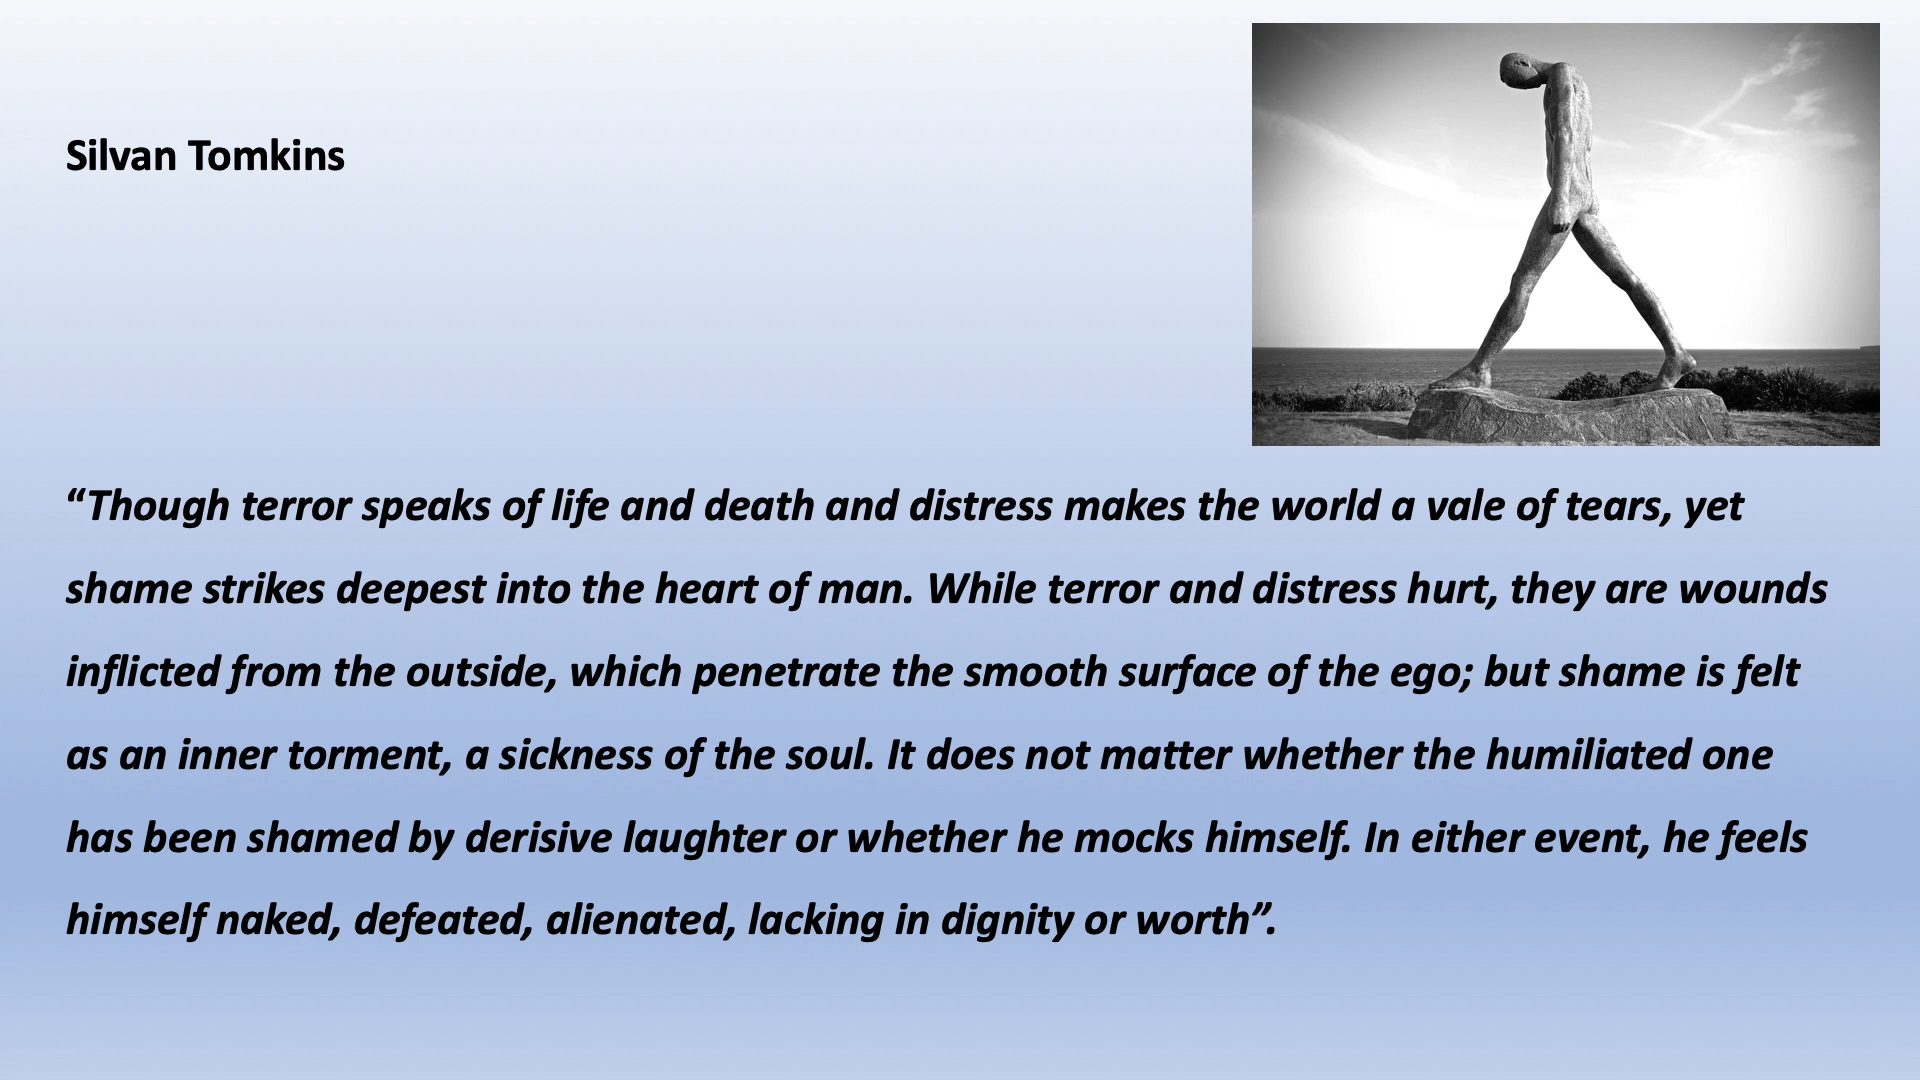 Silvan Tomkins
“Though terror speaks of life and death and distress makes the world a vale of tears, yet
shame strikes deepest into the heart of man. While terror and distress hurt, they are wounds
inflicted from the outside, which penetrate the smooth surface of the ego; but shame is felt
as an inner torment, a sickness of the soul. It does not matter whether the humiliated one
has been shamed by derisive laughter or whether he mocks himself. In either event, he feels
himself naked, defeated, alienated, lacking in dignity or worth”.